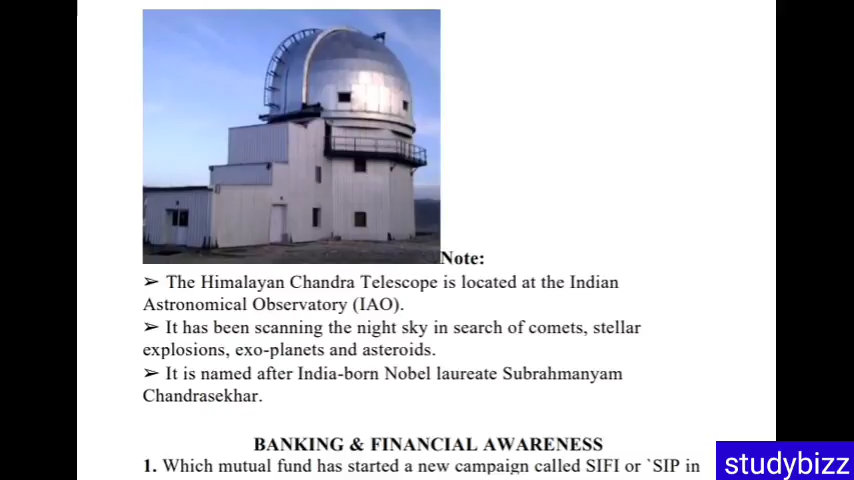 Note:
➢ The Himalayan Chandra Telescope is located at the Indian
Astronomical Observatory (IAO).
➢ It has been scanning the night sky in search of comets, stellar
explosions, exo-planets and asteroids.
➢ It is named after India-born Nobel laureate Subrahmanyam
Chandrasekhar.
BANKING & FINANCIAL AWARENESS
1. Which mutual fund has started a new campaign called SIFI or `SIP in
studybizz